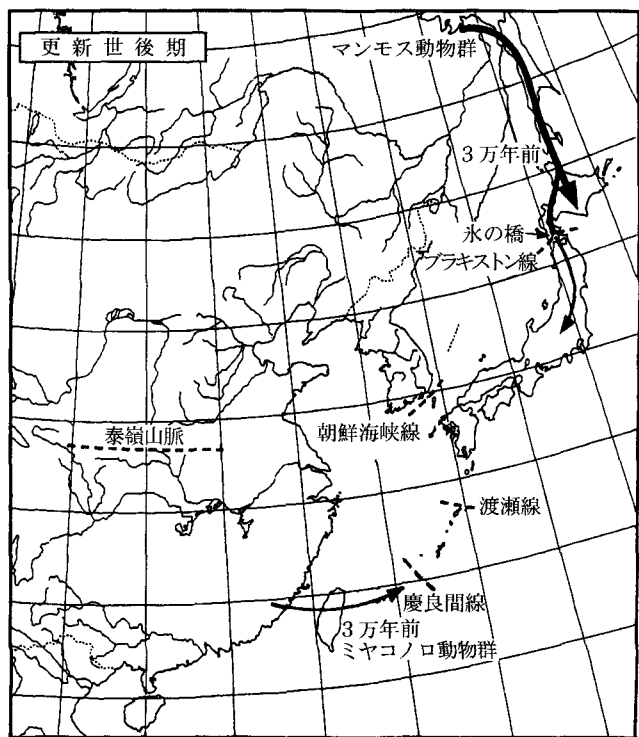 更新世後期
マンモス動物群
3万年前
氷の橋
ブラキストン線
泰嶺山脈
朝鮮海峡線
渡瀬線
慶良間線
3万年前
ミヤコノロ動物群